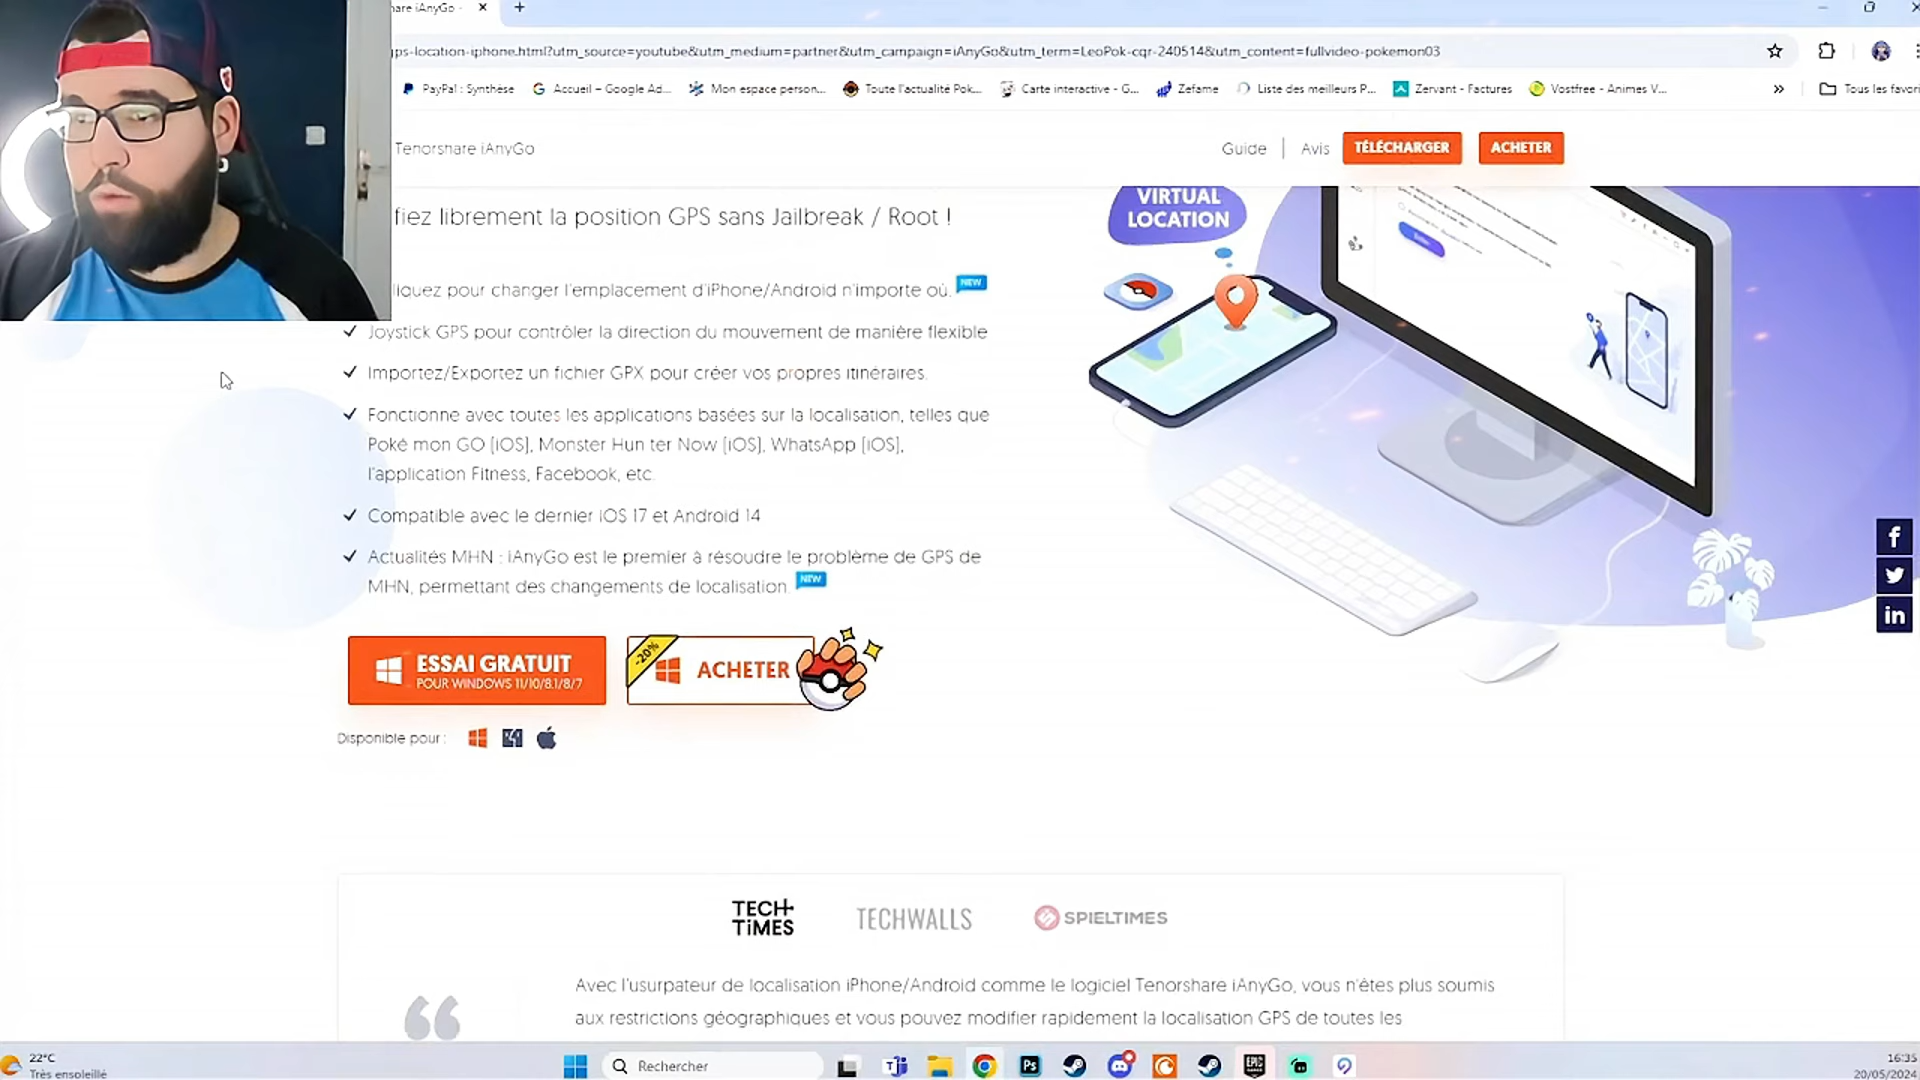 hare iAnyGo -
gps-location-iphone.html?utm_source=youtube&utm_medium=partner&utm_campaign=iAnyGo&utm_term=LeoPok-cqr-240514&utm_content=fullvideo-pokemon03
PayPal : Synthèse Accueil – Google Ad... Mon espace person... Toute l'actualité Pok... Carte interactive - G... Zefame Liste des meilleurs P... Zervant - Factures Vostfree - Animes V... » Tous les favori
Tenorshare iAnyGo Guide | Avis TÉLÉCHARGER ACHETER
fiez librement la position GPS sans Jailbreak / Root !
VIRTUAL
LOCATION
liquez pour changer l'emplacement d'iPhone/Android n'importe où. NEW
Joystick GPS pour contrôler la direction du mouvement de manière flexible
Importez/Exportez un fichier GPX pour créer vos propres itinéraires.
Fonctionne avec toutes les applications basées sur la localisation, telles que
Poké mon GO [iOS], Monster Hun ter Now [iOS], WhatsApp [iOS],
l'application Fitness, Facebook, etc.
Compatible avec le dernier iOS 17 et Android 14
Actualités MHN : iAnyGo est le premier à résoudre le problème de GPS de
MHN, permettant des changements de localisation. NEW
ESSAI GRATUIT
POUR WINDOWS 11/10/8.1/8/7
-20%
ACHETER
Disponible pour :
TECH
TIMES
TECHWALLS
SPIELTIMES
Avec l'usurpateur de localisation iPhone/Android comme le logiciel Tenorshare iAnyGo, vous n'êtes plus soumis
aux restrictions géographiques et vous pouvez modifier rapidement la localisation GPS de toutes les
22°C
Très ensoleillé
Rechercher
16:35
20/05/2024